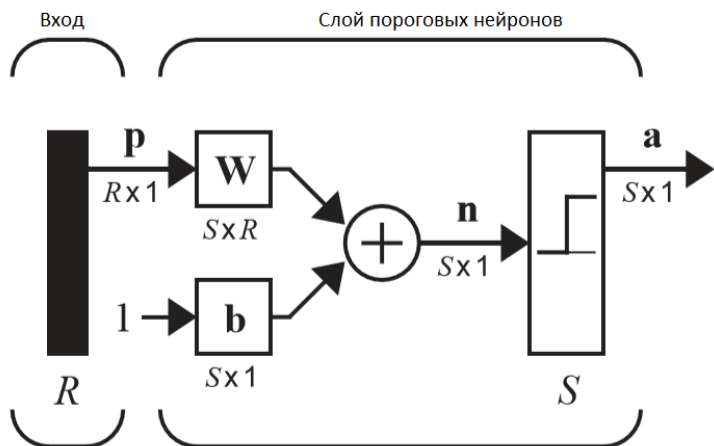 Вход
Слой пороговых нейронов
p
R x 1
W
S x R
1
b
S x 1
n
S x 1
a
S x 1
R
S